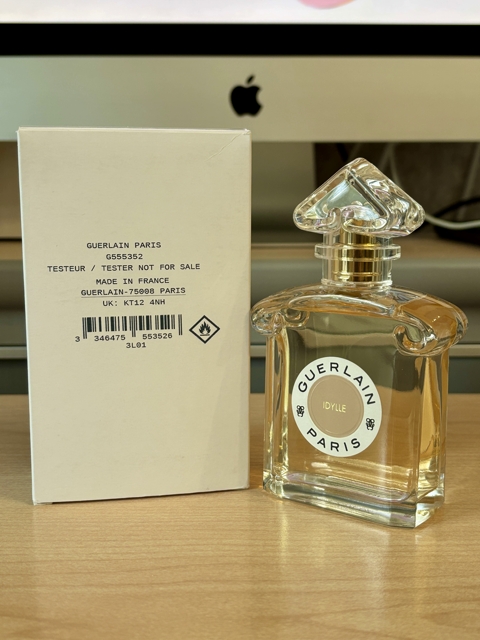 GUERLAIN PARIS
G555352
TESTEUR / TESTER NOT FOR SALE
MADE IN FRANCE
GUERLAIN-75008 PARIS
UK: KT12 4NH
3 346475 553526
3L01
GUERLAIN
IDYLLE
PARIS